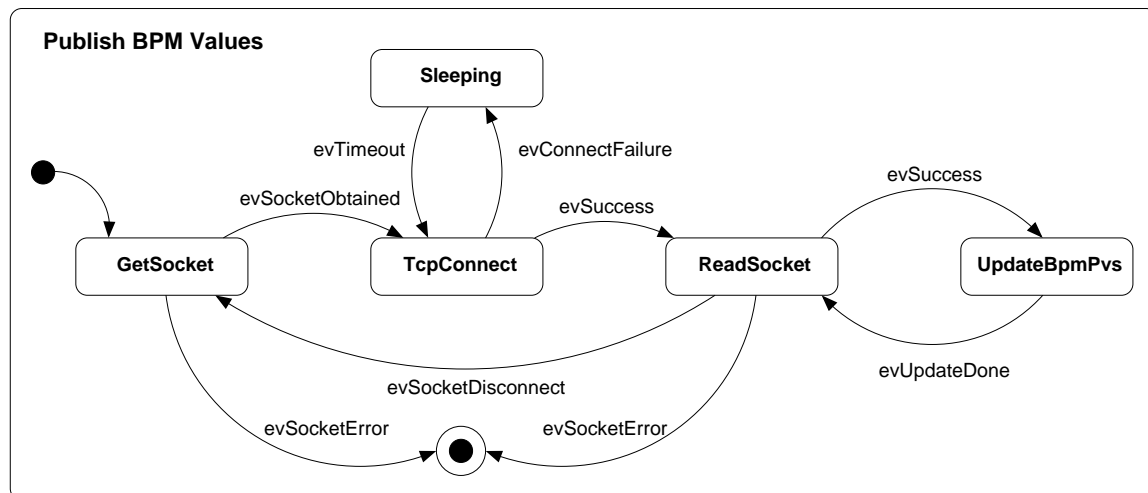 Publish BPM Values
Sleeping
evTimeout
evConnectFailure
evSuccess
evSocketObtained
evSuccess
GetSocket
TcpConnect
ReadSocket
UpdateBpmPvs
evUpdateDone
evSocketDisconnect
evSocketError
evSocketError